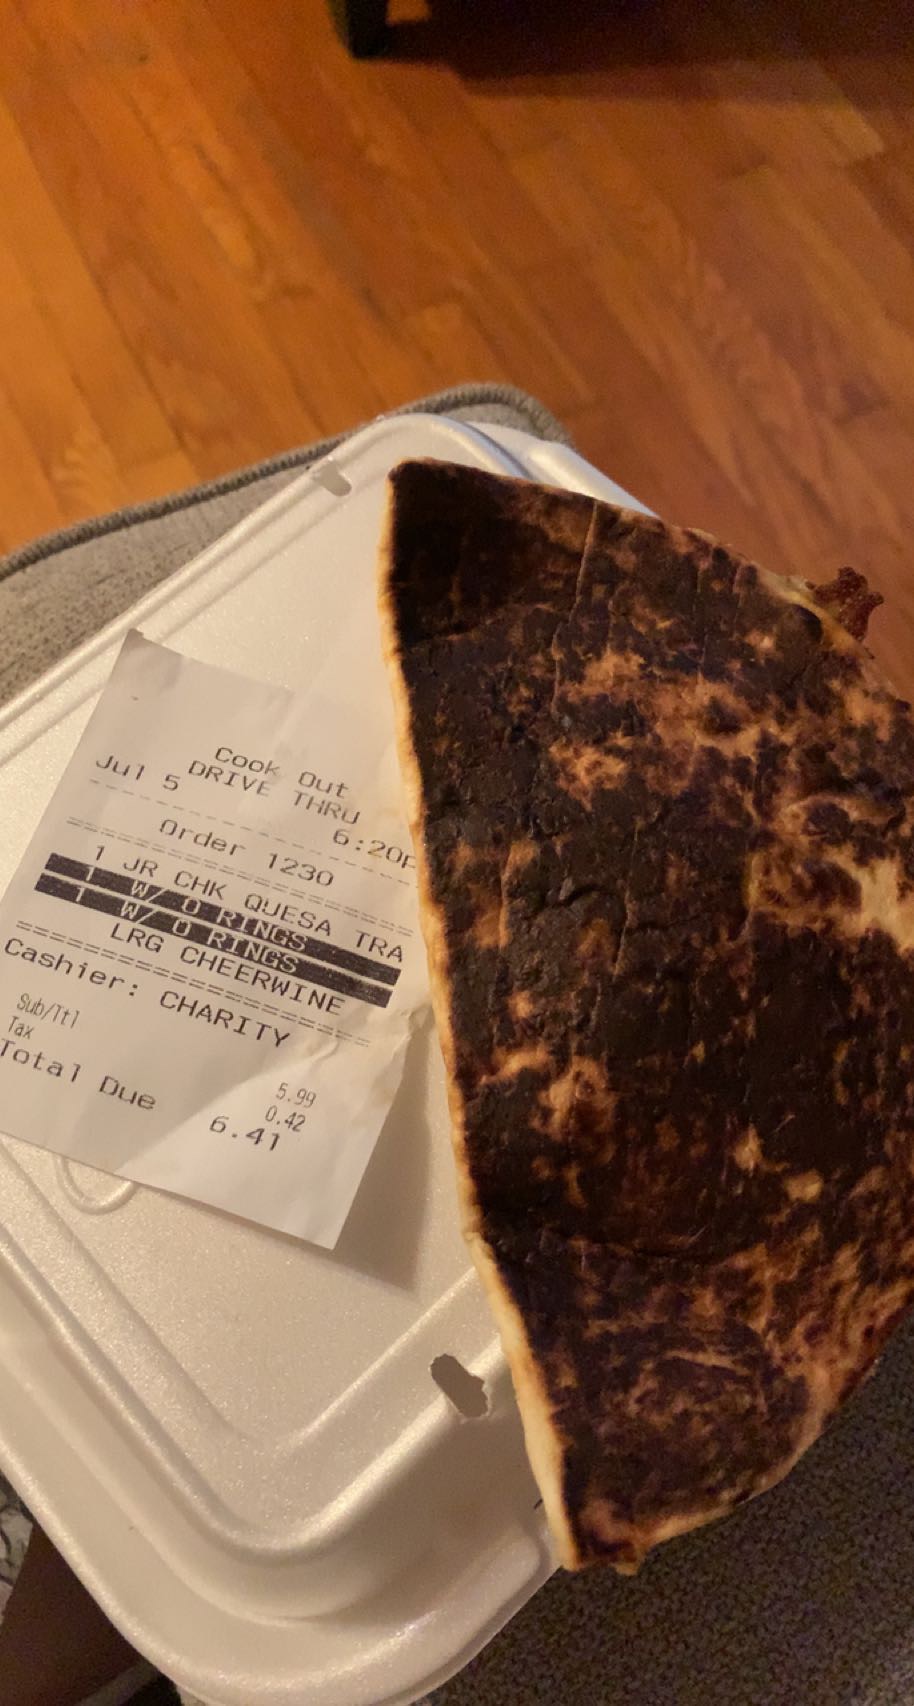 Cook Out
DRIVE THRU
Jul 5 6:20P
Order 1230
1 JR CHK QUESA TRA
1 W/ O RINGS
1 W/ O RINGS
LRG CHEERWINE
Cashier: CHARITY
Sub/Ttl 5.99
Tax 0.42
Total Due 6.41